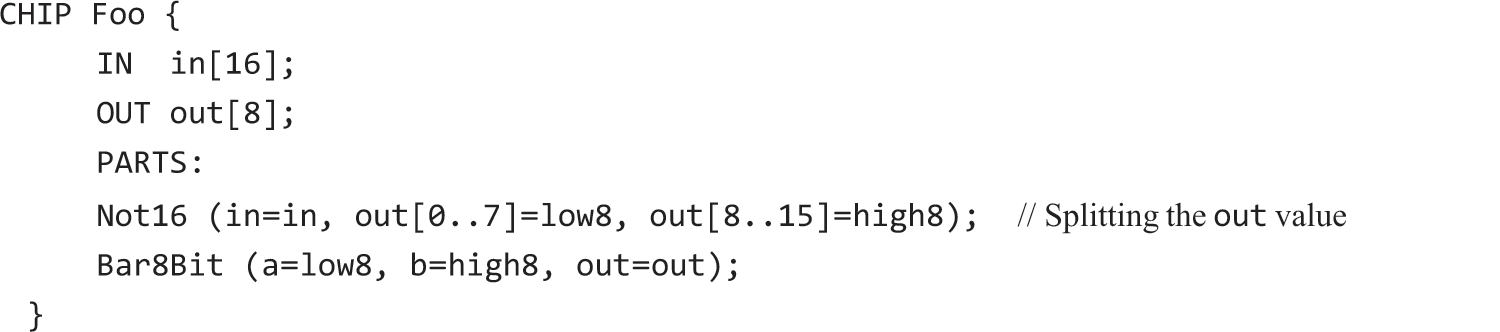 CHIP Foo {
IN  in[16];
OUT out[8];
PARTS:
Not16 (in=in, out[0..7]=low8, out[8..15]=high8);  // Splitting the out value
Bar8Bit (a=low8, b=high8, out=out);
}